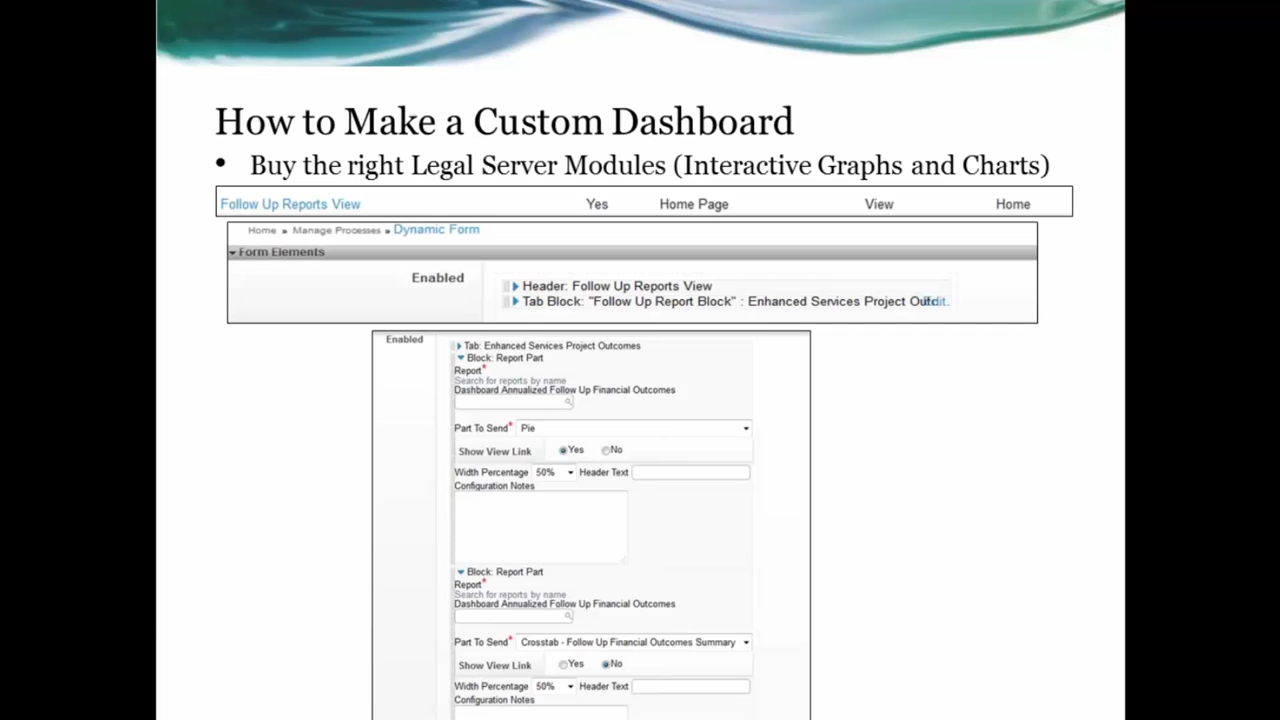 How to Make a Custom Dashboard
• Buy the right Legal Server Modules (Interactive Graphs and Charts)
Follow Up Reports View Yes Home Page View Home
Home » Manage Processes » Dynamic Form
Form Elements
Enabled
Header: Follow Up Reports View
Tab Block: "Follow Up Report Block" : Enhanced Services Project Edit.
Enabled
Tab: Enhanced Services Project Outcomes
Block: Report Part
Report*
Search for reports by name
Dashboard Annualized Follow Up Financial Outcomes
Part To Send* Pie
Show View Link Yes No
Width Percentage 50% Header Text
Configuration Notes
Block: Report Part
Report*
Search for reports by name
Dashboard Annualized Follow Up Financial Outcomes
Part To Send* Crosstab - Follow Up Financial Outcomes Summary
Show View Link Yes No
Width Percentage 50% Header Text
Configuration Notes